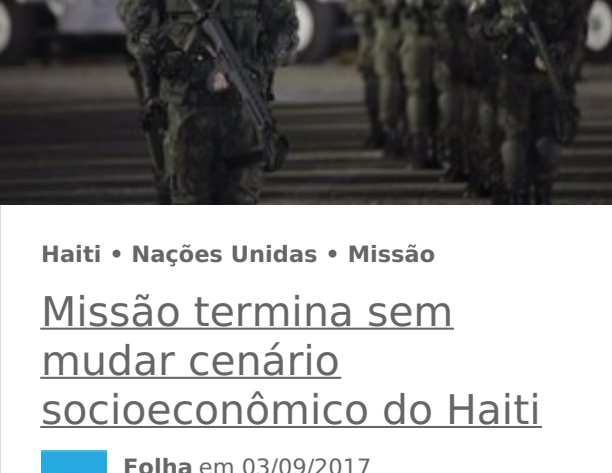 Haiti • Nações Unidas • Missão
Missão termina sem
mudar cenário
socioeconômico do Haiti
Folha em 03/09/2017